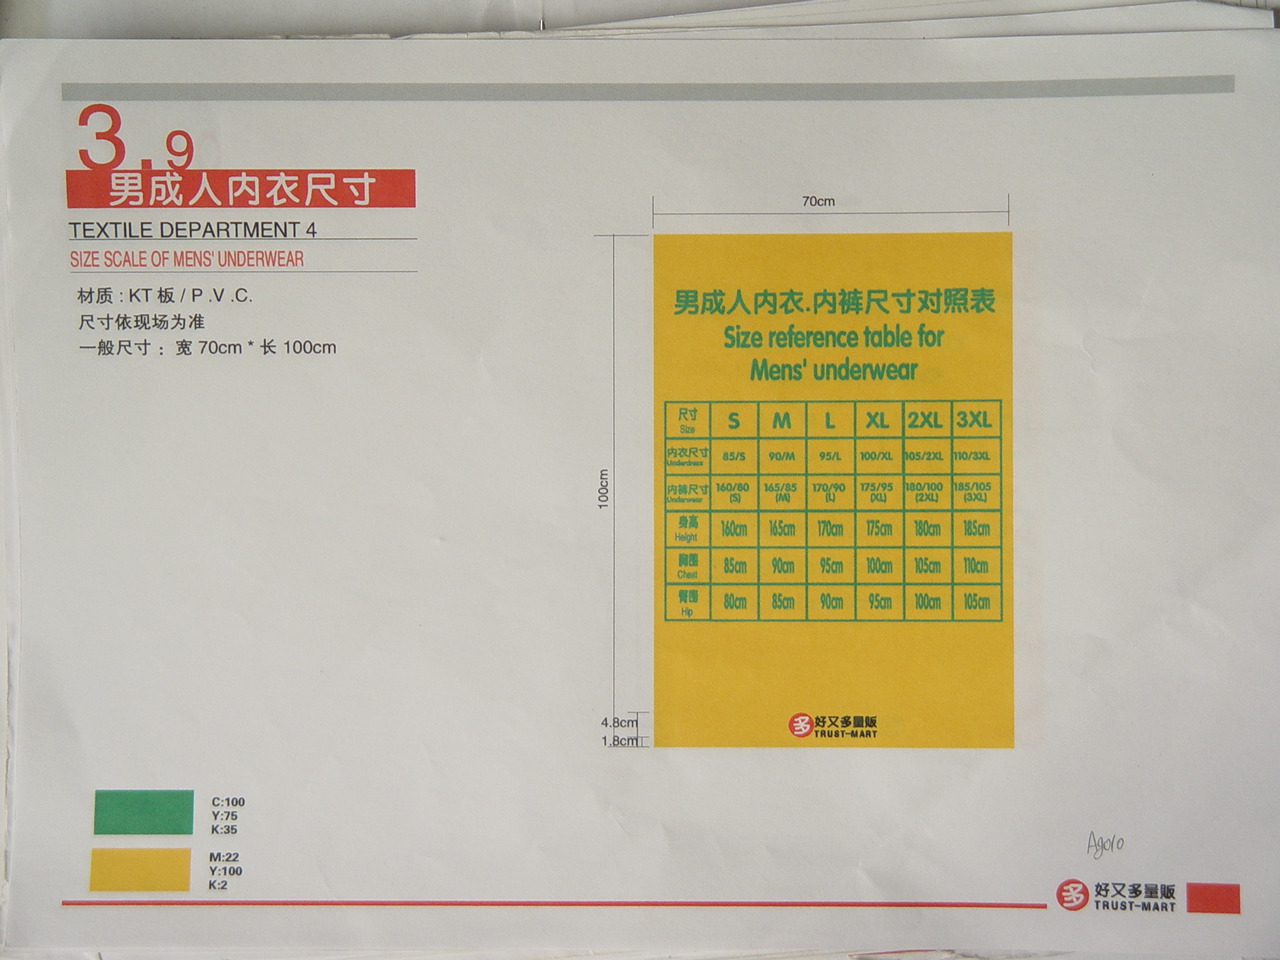 3.9
男成人内衣尺寸
TEXTILE DEPARTMENT 4
SIZE SCALE OF MENS' UNDERWEAR
材质：KT 板 / P .V .C.
尺寸依现场为准
一般尺寸 ： 宽 70cm * 长 100cm
70cm
100cm
男成人内衣.内裤尺寸对照表
Size reference table for
Mens' underwear
尺寸 Size S M L XL 2XL 3XL
内衣尺寸 Underdress 85/S 90/M 95/L 100/XL 105/2XL 110/3XL
内裤尺寸 Underwear 160/80 (S) 165/85 (M) 170/90 (L) 175/95 (XL) 180/100 (2XL) 185/105 (3XL)
身高 Height 160cm 165cm 170cm 175cm 180cm 185cm
胸围 Chest 85cm 90cm 95cm 100cm 105cm 110cm
臀围 Hip 80cm 85cm 90cm 95cm 100cm 105cm
4.8cm
1.8cm
多 好又多量贩
TRUST-MART
C:100
Y:75
K:35
M:22
Y:100
K:2
Ag010
多 好又多量贩
TRUST-MART